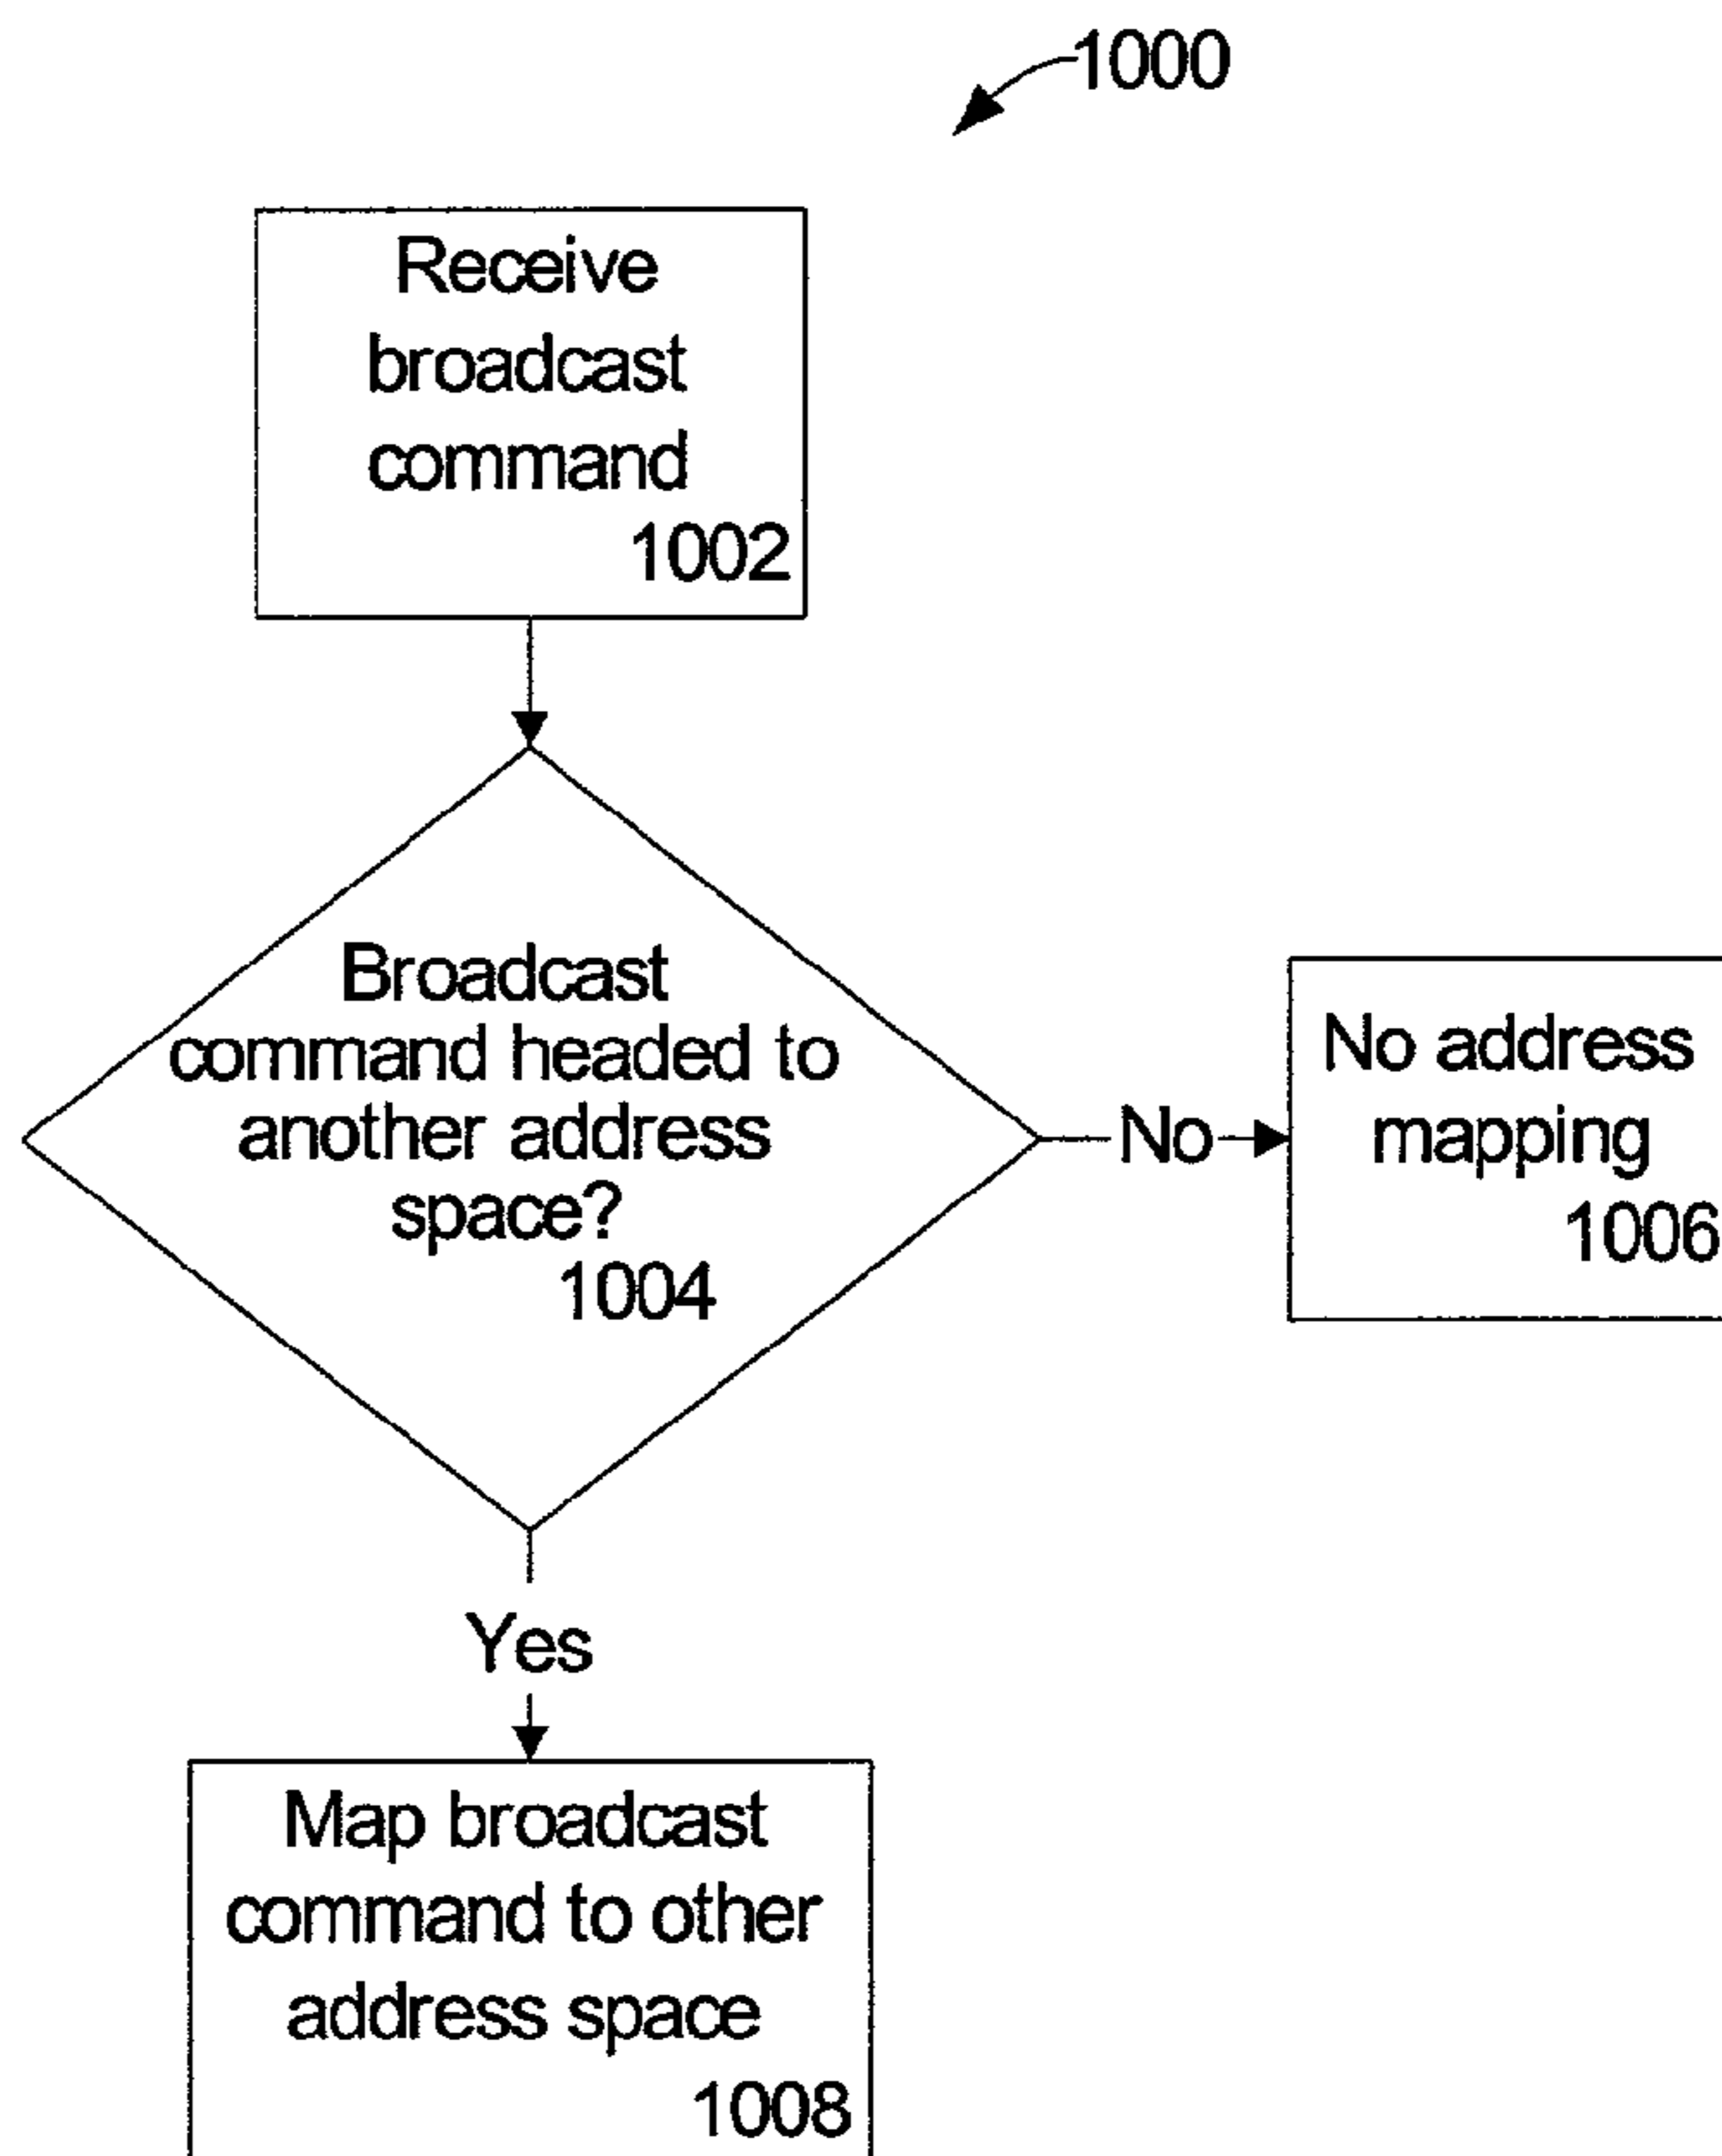 1000
Receive
broadcast
command
1002
Broadcast
command headed to
another address
space?
1004
No
No address
mapping
1006
Yes
Map broadcast
command to other
address space
1008